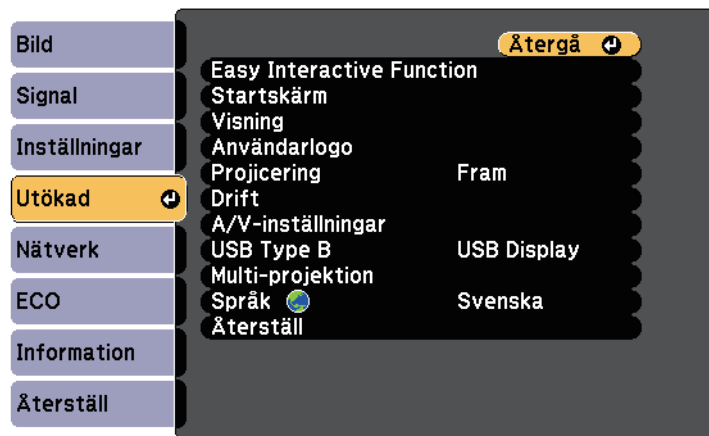 Bild
Signal
Inställningar
Utökad
Nätverk
ECO
Information
Återställ
Återgå
Easy Interactive Function
Startskärm
Visning
Användarlogo
Projicering Fram
Drift
A/V-inställningar
USB Type B USB Display
Multi-projektion
Språk Svenska
Återställ